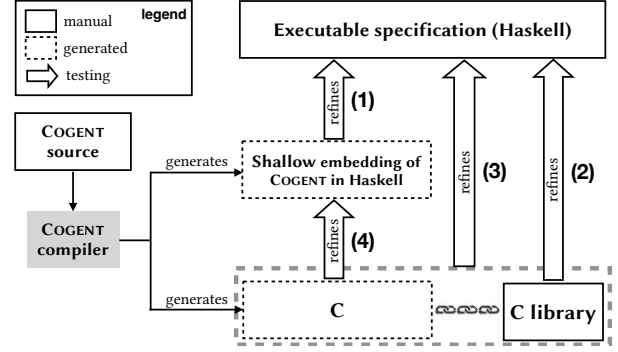 legend
manual
generated
testing
Executable specification (Haskell)
refines
(1)
COGENT
source
generates
Shallow embedding of
COGENT in Haskell
refines
(3)
refines
(2)
COGENT
compiler
refines
(4)
generates
C
C library